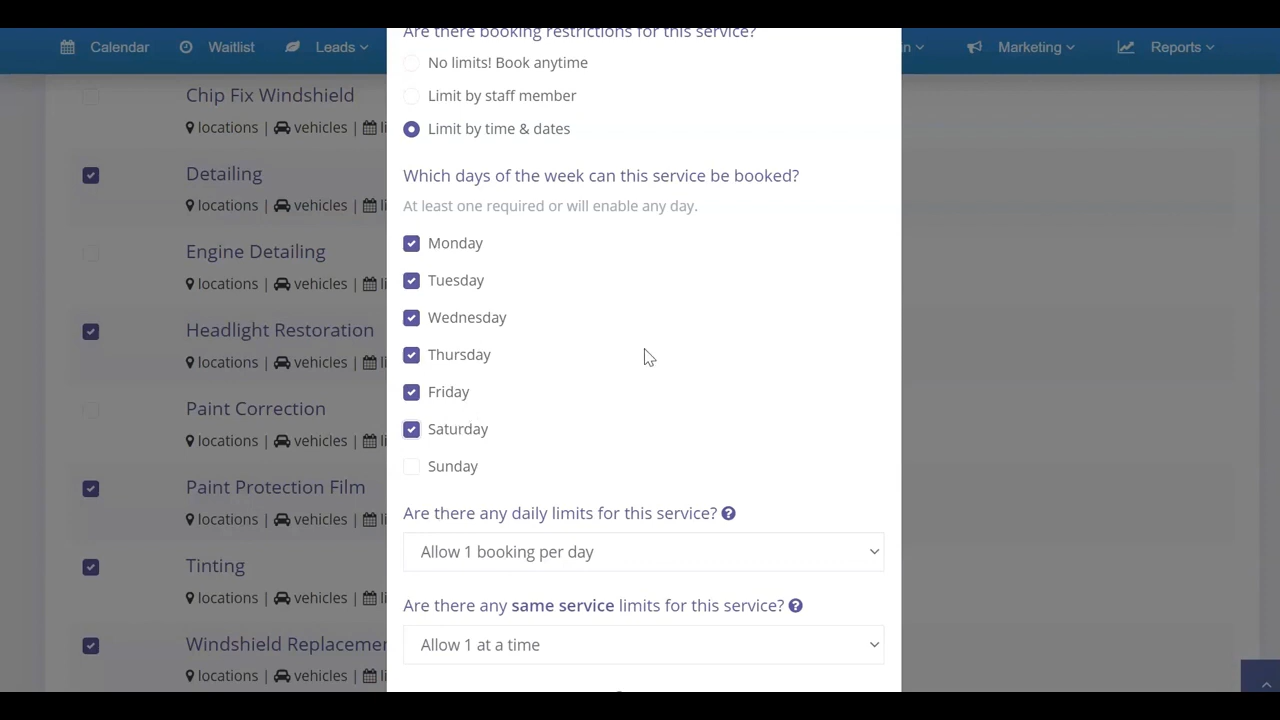 Calendar Waitlist Leads in Marketing Reports
Are there booking restrictions for this service?
No limits! Book anytime
Limit by staff member
Limit by time & dates
Which days of the week can this service be booked?
At least one required or will enable any day.
Monday
Tuesday
Wednesday
Thursday
Friday
Saturday
Sunday
Are there any daily limits for this service?
Allow 1 booking per day
Are there any same service limits for this service?
Allow 1 at a time
Chip Fix Windshield
locations | vehicles | li
Detailing
locations | vehicles | li
Engine Detailing
locations | vehicles | li
Headlight Restoration
locations | vehicles | li
Paint Correction
locations | vehicles | li
Paint Protection Film
locations | vehicles | li
Tinting
locations | vehicles | li
Windshield Replacemen
locations | vehicles | li